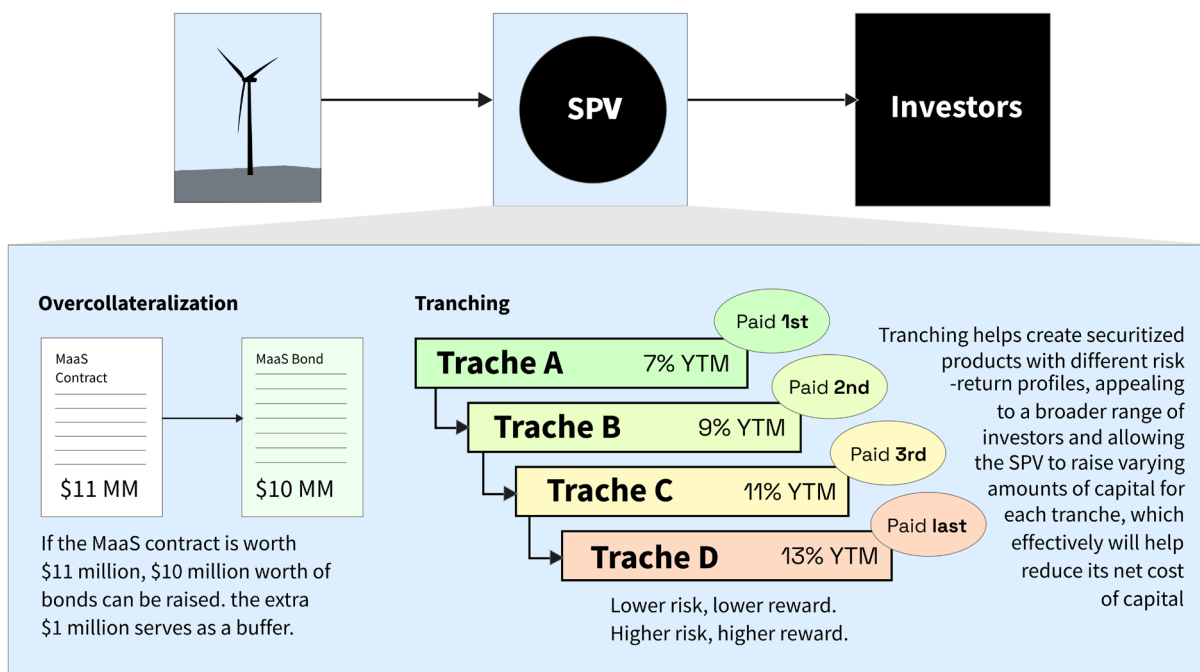 SPV
Investors
Overcollateralization
MaaS
Contract
$11 MM
MaaS Bond
$10 MM
If the MaaS contract is worth
$11 million, $10 million worth of
bonds can be raised. the extra
$1 million serves as a buffer.
Tranching
Trache A 7% YTM
Paid 1st
Trache B 9% YTM
Paid 2nd
Trache C 11% YTM
Paid 3rd
Trache D 13% YTM
Paid last
Lower risk, lower reward.
Higher risk, higher reward.
Tranching helps create securitized
products with different risk
-return profiles, appealing
to a broader range of
investors and allowing
the SPV to raise varying
amounts of capital for
each tranche, which
effectively will help
reduce its net cost
of capital